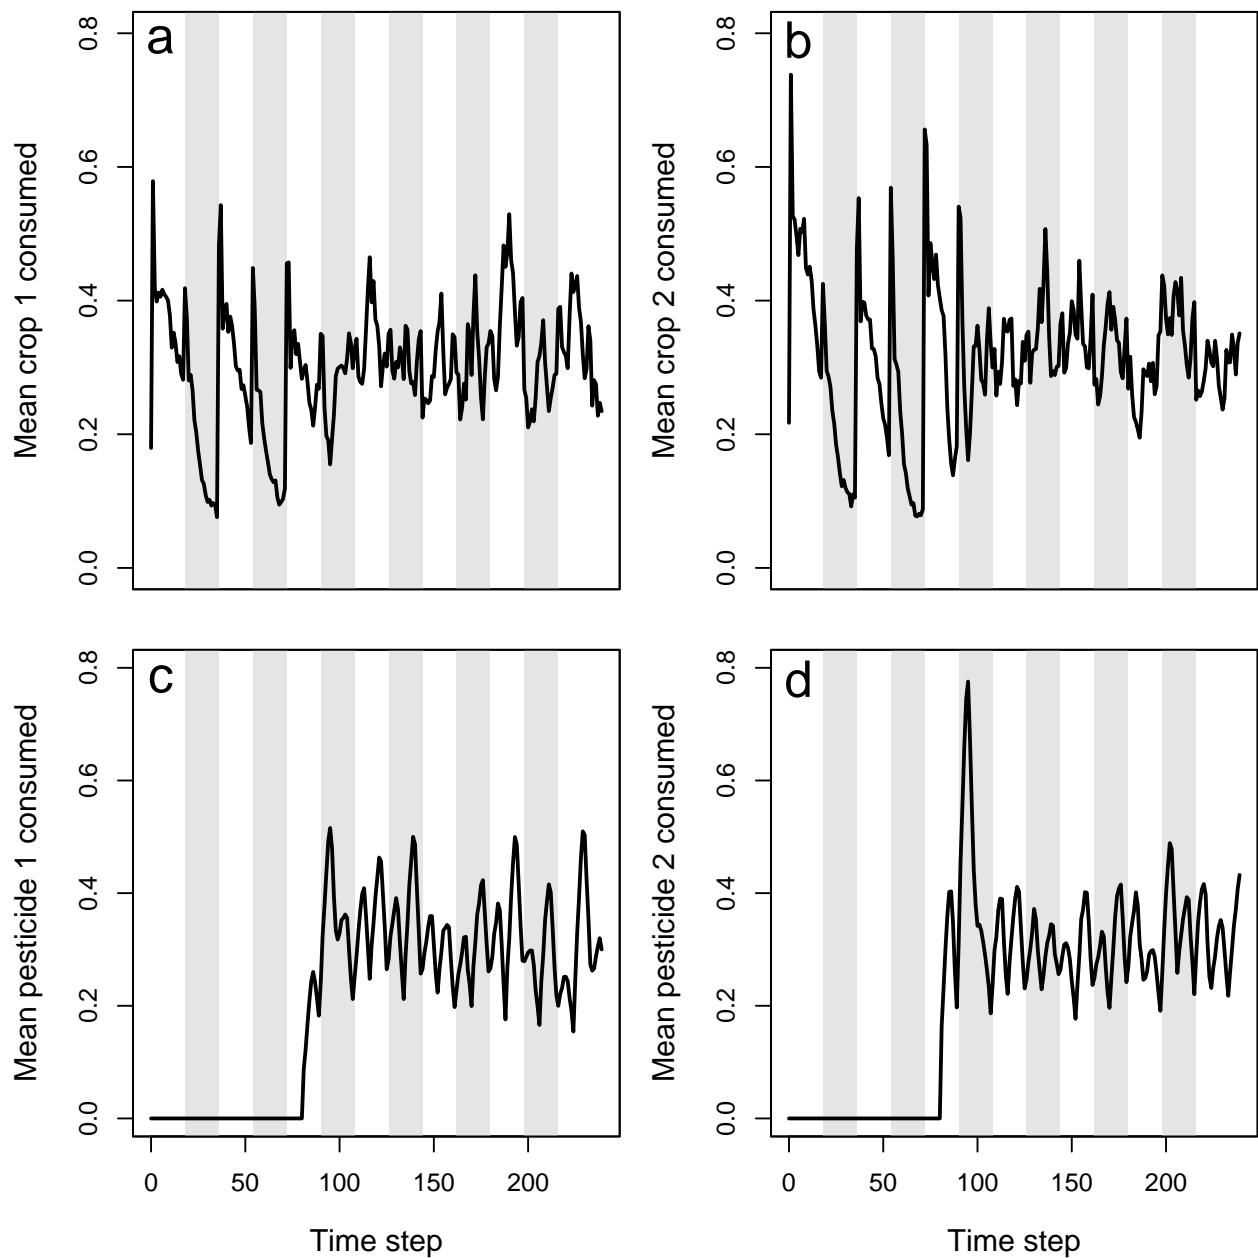 a
Mean crop 1 consumed
0.0 0.2 0.4 0.6 0.8
b
Mean crop 2 consumed
0.0 0.2 0.4 0.6 0.8
c
Mean pesticide 1 consumed
0.0 0.2 0.4 0.6 0.8
0 50 100 150 200
Time step
d
Mean pesticide 2 consumed
0.0 0.2 0.4 0.6 0.8
0 50 100 150 200
Time step